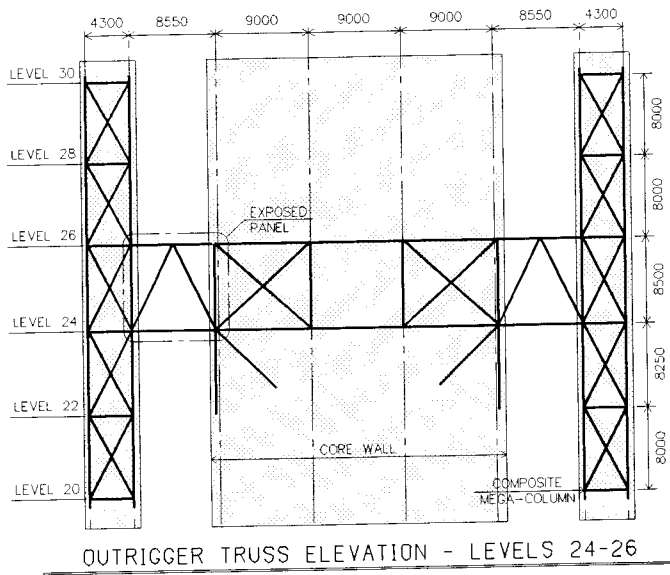 4300 8550 9000 9000 9000 8550 4300
LEVEL 30
8000
LEVEL 28
8000
EXPOSED
PANEL
LEVEL 26
8500
LEVEL 24
8250
LEVEL 22
CORE WALL
8000
LEVEL 20
COMPOSITE
MEGA-COLUMN
OUTRIGGER TRUSS ELEVATION - LEVELS 24-26